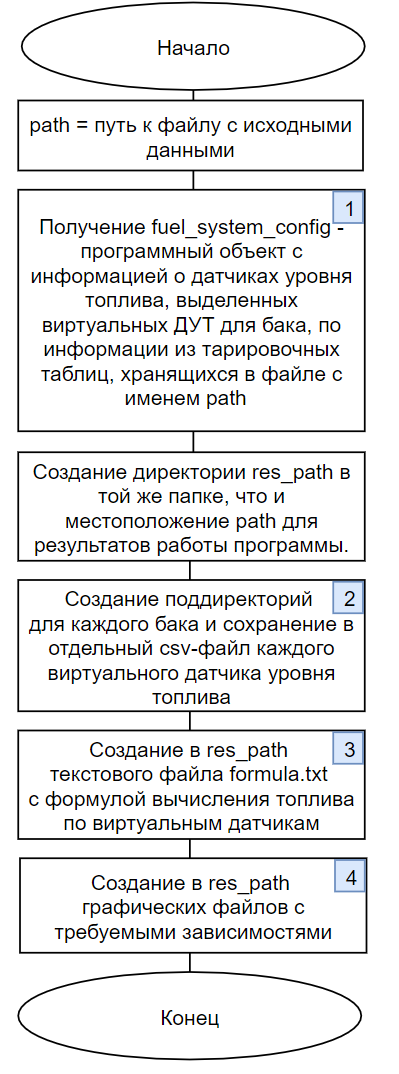 Начало
path = путь к файлу с исходными
данными
1
Получение fuel_system_config -
программный объект с
информацией о датчиках уровня
топлива, выделенных
виртуальных ДУТ для бака, по
информации из тарировочных
таблиц, хранящихся в файле с
именем path
Создание директории res_path в
той же папке, что и
местоположение path для
результатов работы программы.
2
Создание поддиректорий
для каждого бака и сохранение в
отдельный csv-файл каждого
виртуального датчика уровня
топлива
3
Создание в res_path
текстового файла formula.txt
с формулой вычисления топлива
по виртуальным датчикам
4
Создание в res_path
графических файлов с
требуемыми зависимостями
Конец